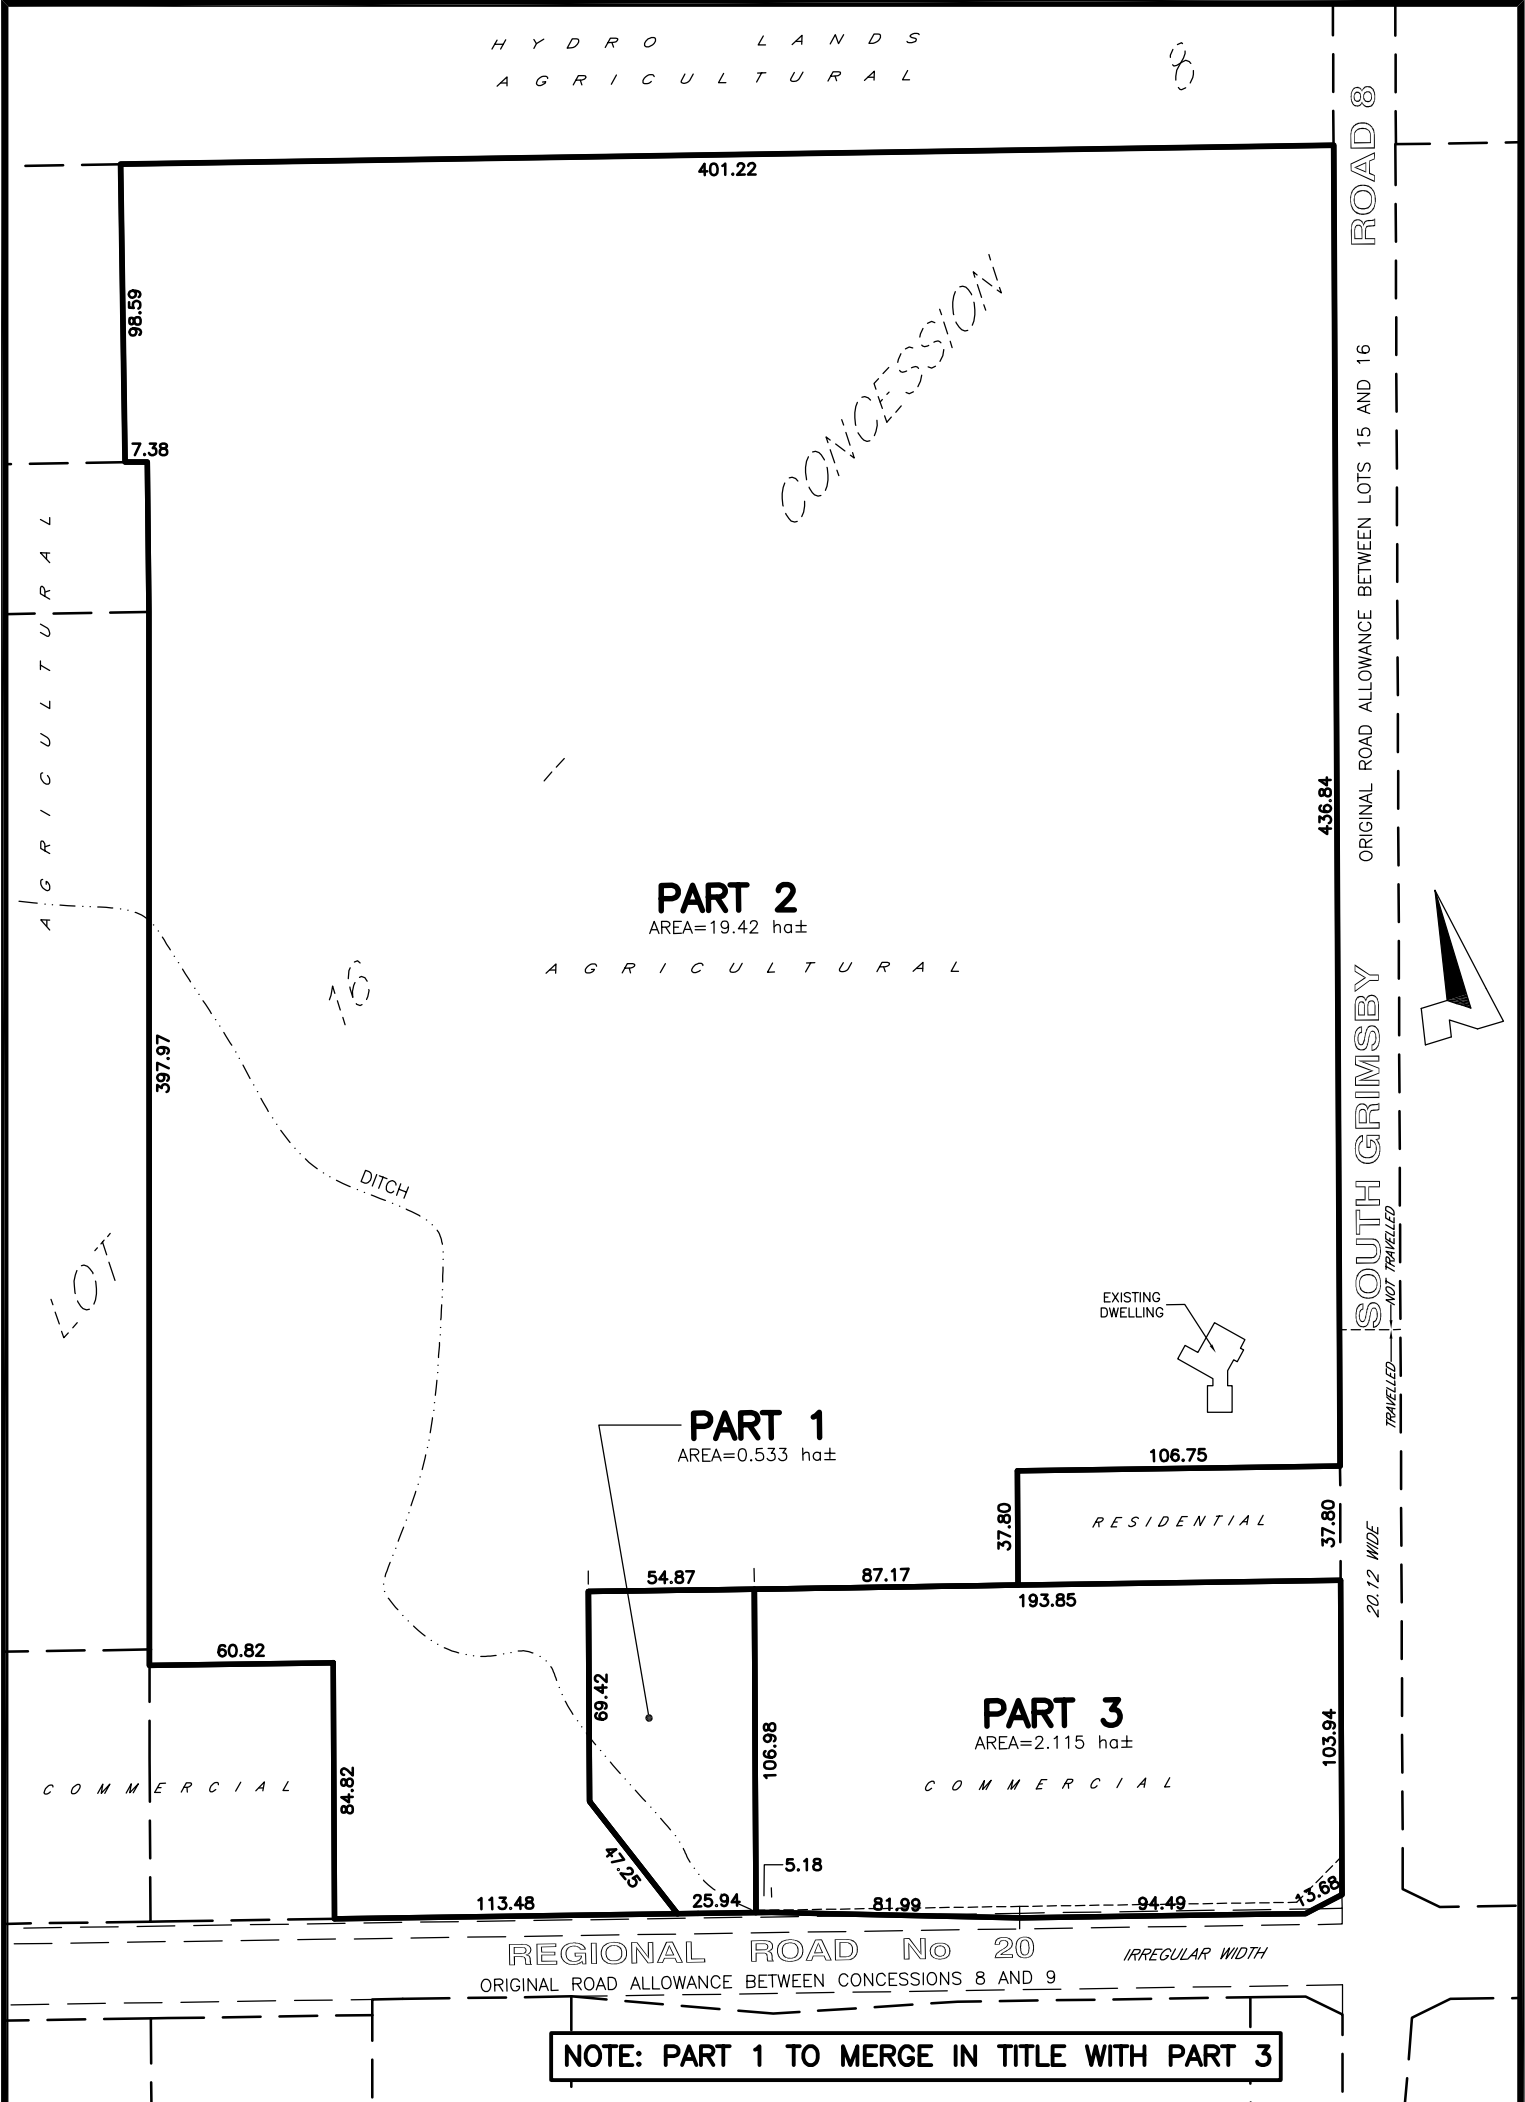 HYDRO LANDS
AGRICULTURAL
8
ROAD 8
401.22
98.59
CONCESSION
7.38
ORIGINAL ROAD ALLOWANCE BETWEEN LOTS 15 AND 16
AGRICULTURAL
436.84
PART 2
AREA=19.42 ha±
AGRICULTURAL
16
397.97
SOUTH GRIMSBY
DITCH
LOT
NOT TRAVELLED
TRAVELLED
EXISTING
DWELLING
PART 1
AREA=0.533 ha±
106.75
37.80
RESIDENTIAL
37.80
20.12 WIDE
54.87
87.17
193.85
60.82
69.42
106.98
PART 3
AREA=2.115 ha±
103.94
COMMERCIAL
COMMERCIAL
84.82
47.25
5.18
113.48
25.94
81.99
94.49
13.68
REGIONAL ROAD No 20
IRREGULAR WIDTH
ORIGINAL ROAD ALLOWANCE BETWEEN CONCESSIONS 8 AND 9
NOTE: PART 1 TO MERGE IN TITLE WITH PART 3